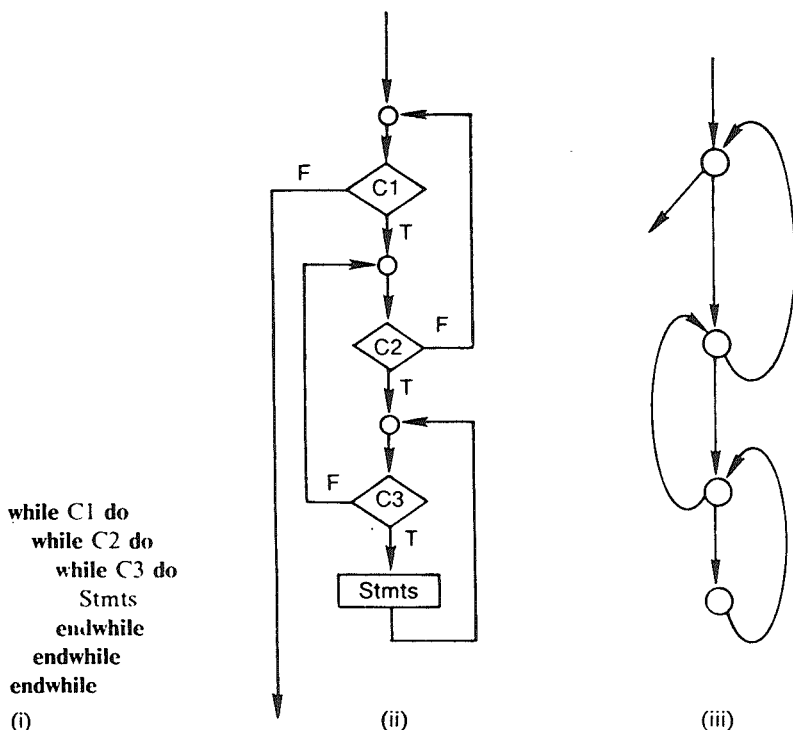 while C1 do
while C2 do
while C3 do
Stmts
endwhile
endwhile
endwhile
(i)
C1
F
T
C2
F
T
C3
F
T
Stmts
(ii)
(iii)